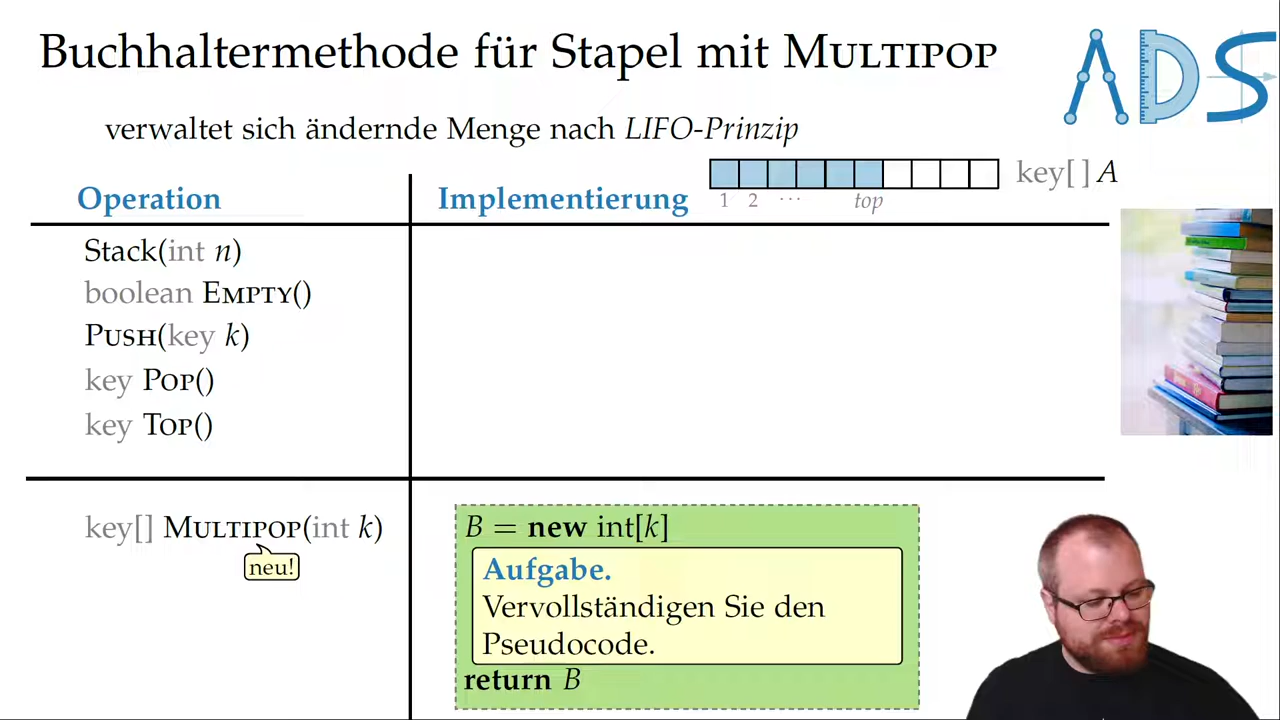 Buchhaltermethode für Stapel mit MULTIPOP
ADS
verwaltet sich ändernde Menge nach LIFO-Prinzip
key[] A
1 2 ... top
Operation
Implementierung
Stack(int n)
boolean EMPTY()
PUSH(key k)
key POP()
key TOP()
key[] MULTIPOP(int k)
neu!
B = new int[k]
Aufgabe.
Vervollständigen Sie den
Pseudocode.
return B